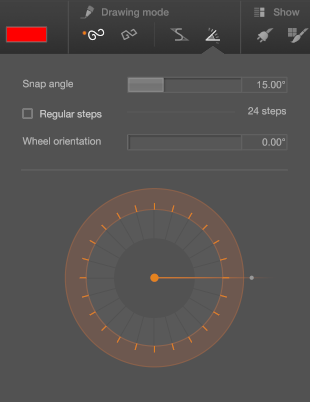 Drawing mode
Show
Snap angle
15.00°
Regular steps
24 steps
Wheel orientation
0.00°